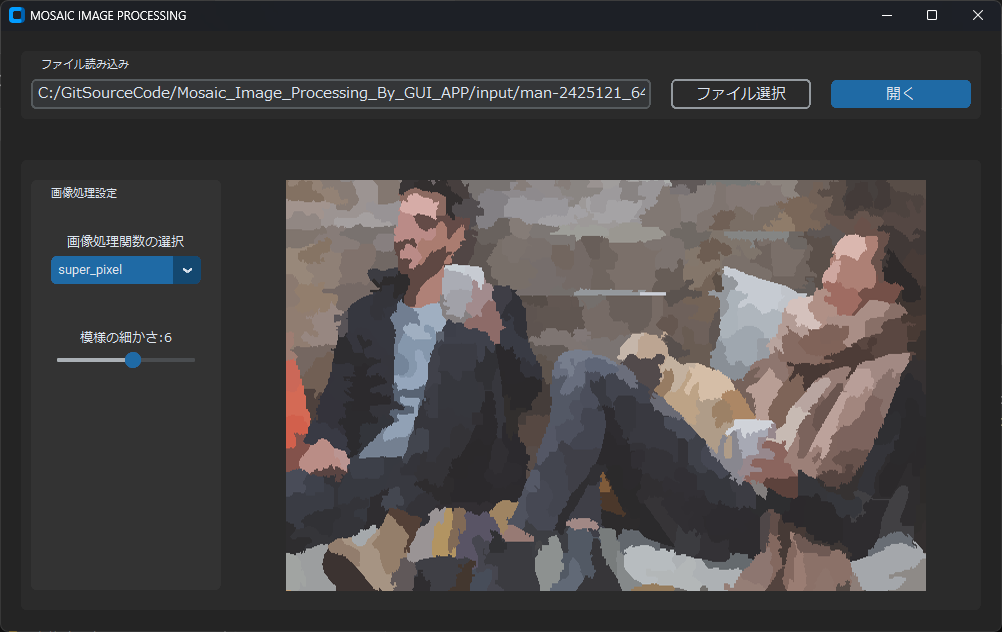 MOSAIC IMAGE PROCESSING
ファイル読み込み
C:/GitSourceCode/Mosaic_Image_Processing_By_GUI_APP/input/man-2425121_64
ファイル選択
開く
画像処理設定
画像処理関数の選択
super_pixel
模様の細かさ:6